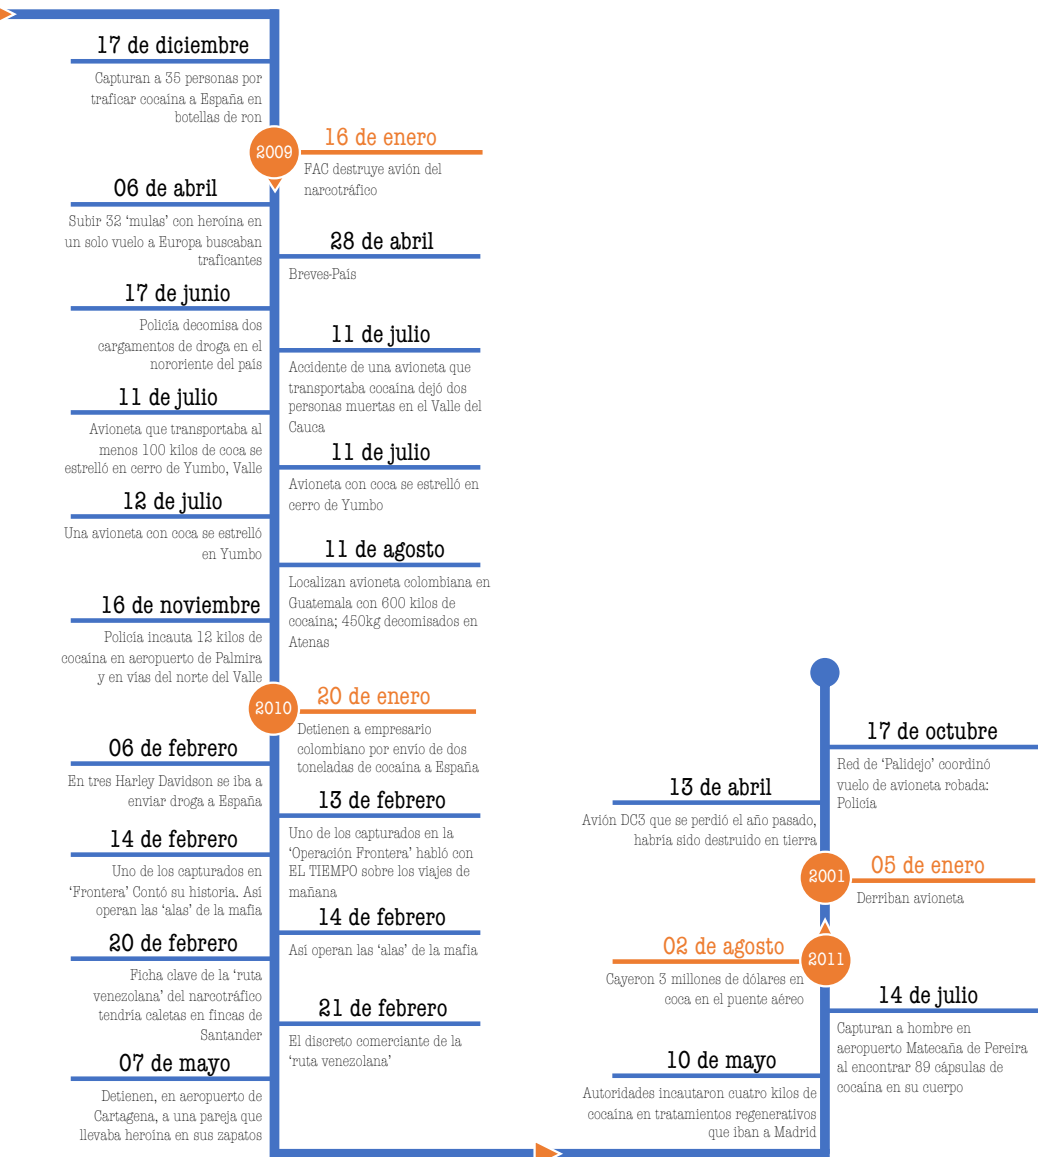 17 de diciembre
Capturan a 35 personas por
traficar cocaína a España en
botellas de ron
2009
16 de enero
FAC destruye avión del
narcotráfico
06 de abril
Subir 32 ‘mulas’ con heroína en
un solo vuelo a Europa buscaban
traficantes
28 de abril
Breves-País
17 de junio
Policía decomisa dos
cargamentos de droga en el
nororiente del país
11 de julio
Accidente de una avioneta que
transportaba cocaína dejó dos
personas muertas en el Valle del
Cauca
11 de julio
Avioneta que transportaba al
menos 100 kilos de coca se
estrelló en cerro de Yumbo, Valle
11 de julio
Avioneta con coca se estrelló en
cerro de Yumbo
12 de julio
Una avioneta con coca se estrelló
en Yumbo
11 de agosto
Localizan avioneta colombiana en
Guatemala con 600 kilos de
cocaína; 450kg decomisados en
Atenas
16 de noviembre
Policía incauta 12 kilos de
cocaína en aeropuerto de Palmira
y en vías del norte del Valle
2010
20 de enero
Detienen a empresario
colombiano por envío de dos
toneladas de cocaína a España
06 de febrero
En tres Harley Davidson se iba a
enviar droga a España
13 de febrero
Uno de los capturados en la
‘Operación Frontera’ habló con
EL TIEMPO sobre los viajes de
mañana
14 de febrero
Uno de los capturados en
‘Frontera’ Contó su historia. Así
operan las ‘alas’ de la mafia
14 de febrero
Así operan las ‘alas’ de la mafia
20 de febrero
Ficha clave de la ‘ruta
venezolana’ del narcotráfico
tendría caletas en fincas de
Santander
21 de febrero
El discreto comerciante de la
‘ruta venezolana’
07 de mayo
Detienen, en aeropuerto de
Cartagena, a una pareja que
llevaba heroína en sus zapatos
17 de octubre
Red de ‘Palidejo’ coordinó
vuelo de avioneta robada:
Policía
13 de abril
Avión DC3 que se perdió el año pasado,
habría sido destruido en tierra
2001
05 de enero
Derriban avioneta
02 de agosto
Cayeron 3 millones de dólares en
coca en el puente aéreo
2011
14 de julio
Capturan a hombre en
aeropuerto Matecaña de Pereira
al encontrar 89 cápsulas de
cocaína en su cuerpo
10 de mayo
Autoridades incautaron cuatro kilos de
cocaína en tratamientos regenerativos
que iban a Madrid